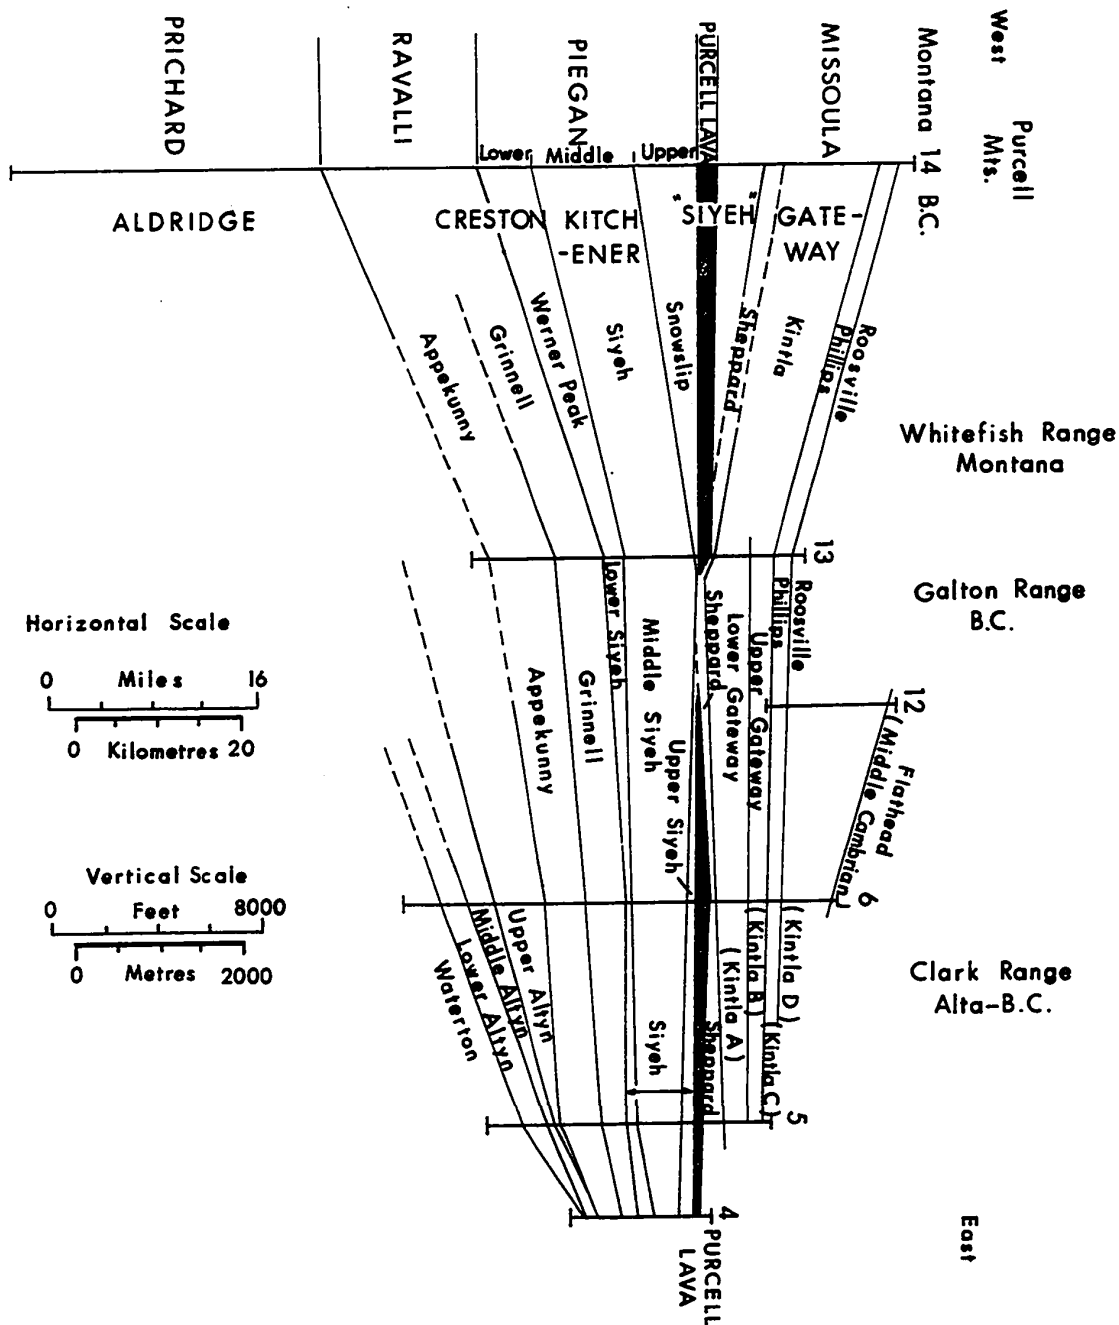 West
Purcell
Mts.
Montana 14 B.C.
MISSOULA
PURCELL LAVA
PIEGAN
RAVALLI
PRICHARD
Lower
Middle
Upper
ALDRIDGE
CRESTON
KITCH
-ENER
"SIYEH"
GATE-
WAY
Appekunny
Grinnell
Werner Peak
Siyeh
Snowslip
Sheppard
Kintla
Phillips
Roosville
Whitefish Range
Montana
13
Galton Range
B.C.
Lower Siyeh
Middle Siyeh
Upper Siyeh
Sheppard
Lower Gateway
Upper Gateway
Phillips
Roosville
Appekunny
Grinnell
12
Flathead
(Middle Cambrian)
6
Horizontal Scale
0 Miles 16
0 Kilometres 20
Vertical Scale
0 Feet 8000
0 Metres 2000
Clark Range
Alta-B.C.
Waterton
Lower Altyn
Middle Altyn
Upper Altyn
Siyeh
Sheppard
(Kintla A)
(Kintla B)
(Kintla C)
(Kintla D)
5
4
PURCELL
LAVA
East